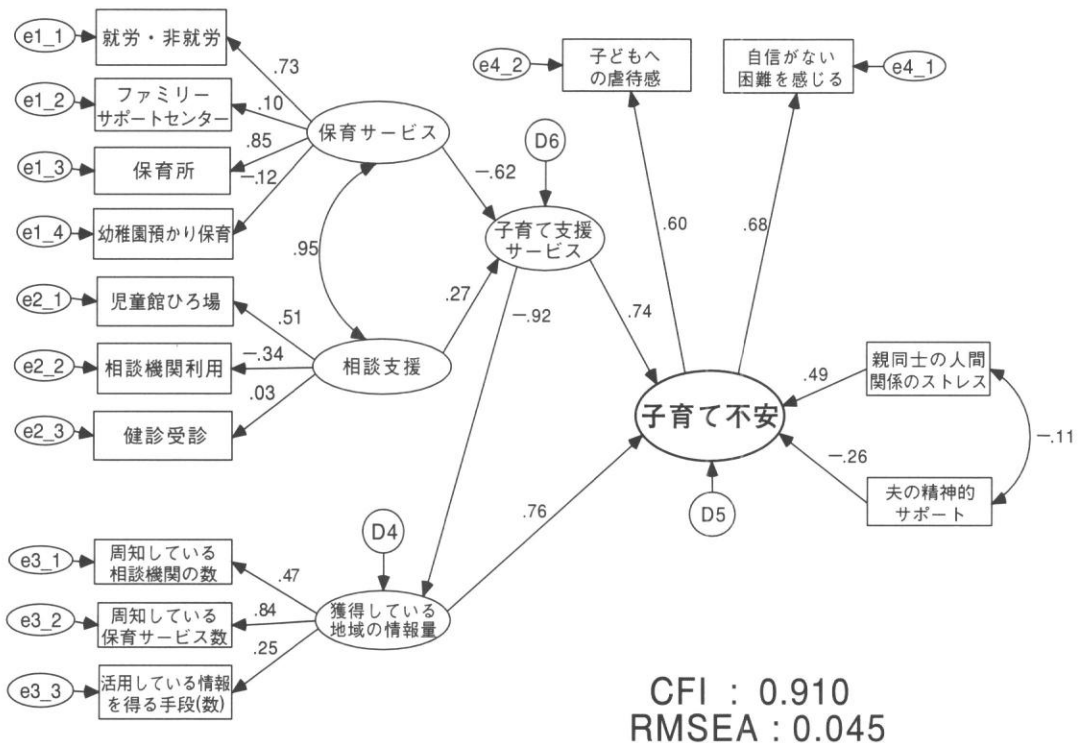 e1_1
就労・非就労
.73
e1_2
ファミリー
サポートセンター
.10
e1_3
保育所
.85
e1_4
幼稚園預かり保育
−.12
保育サービス
.95
e2_1
児童館ひろ場
.51
e2_2
相談機関利用
−.34
e2_3
健診受診
.03
相談支援
−.62
.27
D6
子育て支援
サービス
−.92
.74
e4_2
子どもへ
の虐待感
.60
自信がない
困難を感じる
e4_1
.68
子育て不安
D5
親同士の人間
関係のストレス
.49
夫の精神的
サポート
−.26
−.11
D4
獲得している
地域の情報量
.76
e3_1
周知している
相談機関の数
.47
e3_2
周知している
保育サービス数
.84
e3_3
活用している情報
を得る手段(数)
.25
CFI : 0.910
RMSEA : 0.045